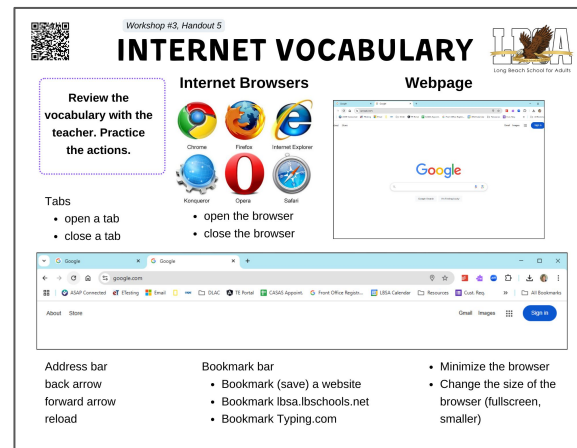 Workshop #3, Handout 5
INTERNET VOCABULARY
LBSA
Long Beach School for Adults
Review the
vocabulary with the
teacher. Practice
the actions.
Internet Browsers
Chrome
Firefox
Internet Explorer
Konqueror
Opera
Safari
• open the browser
• close the browser
Webpage
Google
Tabs
• open a tab
• close a tab
Google
Google
google.com
ASAP Connected
eTesting
Email
DLAC
TE Portal
CASAS Appoint.
Front Office Registr...
LBSA Calendar
Resources
Cust. Req.
All Bookmarks
About Store
Gmail Images
Sign in
Address bar
back arrow
forward arrow
reload
Bookmark bar
• Bookmark (save) a website
• Bookmark lbsa.lbschools.net
• Bookmark Typing.com
• Minimize the browser
• Change the size of the
browser (fullscreen,
smaller)